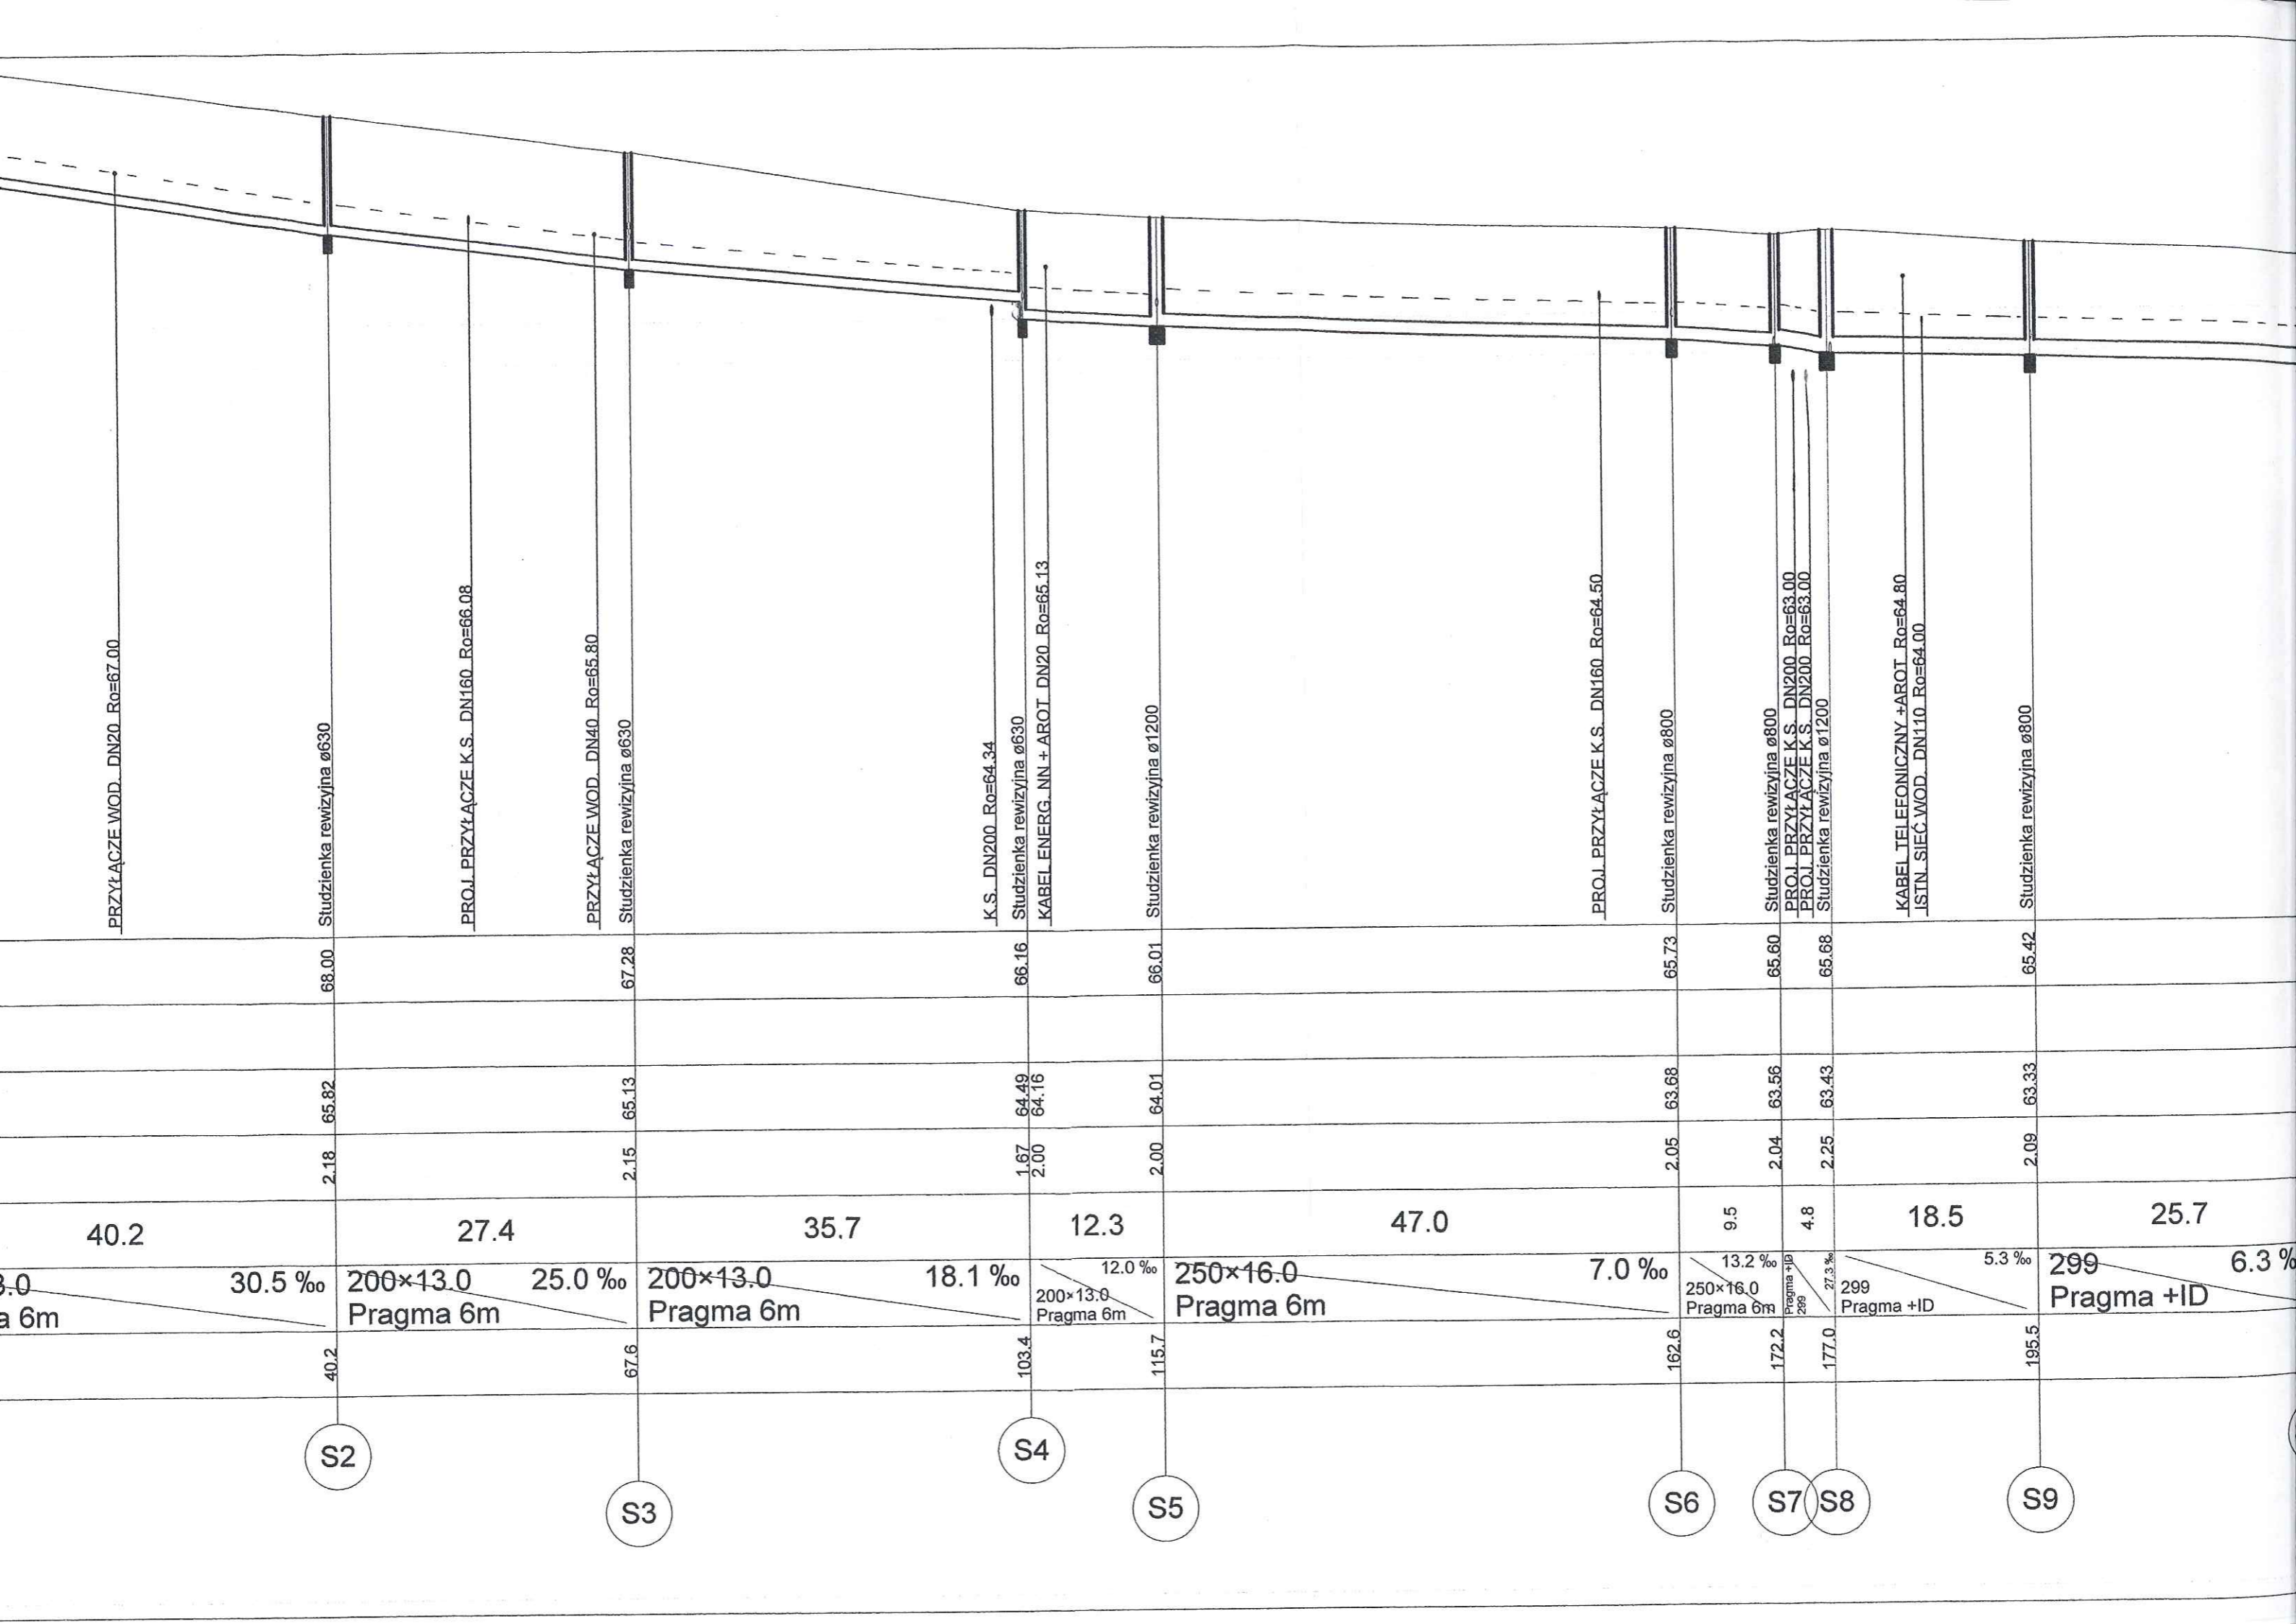 PRZYŁĄCZE WOD. DN20 Ro=67.00
Studzienka rewizyjna ø630
PROJ. PRZYŁĄCZE K.S. DN160 Ro=66.08
PRZYŁĄCZE WOD. DN40 Ro=65.80
Studzienka rewizyjna ø630
K.S. DN200 Ro=64.34
Studzienka rewizyjna ø630
KABEL ENERG. NN + AROT DN20 Ro=65.13
Studzienka rewizyjna ø1200
PROJ. PRZYŁĄCZE K.S. DN160 Ro=64.50
Studzienka rewizyjna ø800
Studzienka rewizyjna ø800
PROJ. PRZYŁĄCZE K.S. DN200 Ro=63.00
PROJ. PRZYŁĄCZE K.S. DN200 Ro=63.00
Studzienka rewizyjna ø1200
KABEL TELEFONICZNY +AROT Ro=64.80
ISTN. SIEĆ WOD. DN110 Ro=64.00
Studzienka rewizyjna ø800
68.00 67.28 66.16 66.01 65.73 65.60 65.68 65.42
65.82 65.13 64.49 64.16 64.01 63.68 63.56 63.43 63.33
2.18 2.15 1.67 2.00 2.00 2.05 2.04 2.25 2.09
40.2 27.4 35.7 12.3 47.0 9.5 4.8 18.5 25.7
3.0 30.5 ‰
a 6m
200×13.0 25.0 ‰
Pragma 6m
200×13.0 18.1 ‰
Pragma 6m
12.0 ‰
200×13.0
Pragma 6m
250×16.0 7.0 ‰
Pragma 6m
13.2 ‰
250×16.0
Pragma 6m
Pragma +ID
299
27.3 ‰
5.3 ‰
299
Pragma +ID
299 6.3 %
Pragma +ID
40.2 67.6 103.4 115.7 162.6 172.2 177.0 195.5
S2 S3 S4 S5 S6 S7 S8 S9